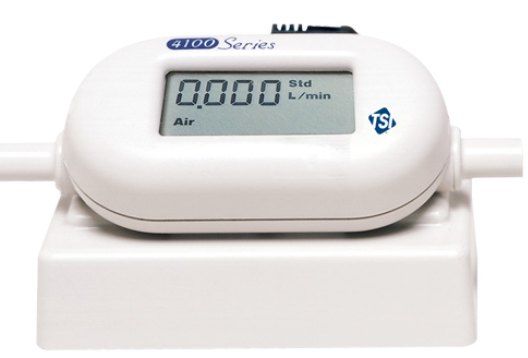 4100 Series
0.000 Std
L/min
Air
TSI